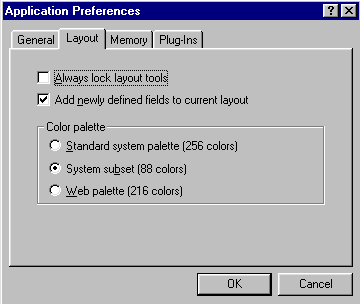 Application Preferences
General Layout Memory Plug-Ins
Always lock layout tools
Add newly defined fields to current layout
Color palette
Standard system palette (256 colors)
System subset (88 colors)
Web palette (216 colors)
OK Cancel